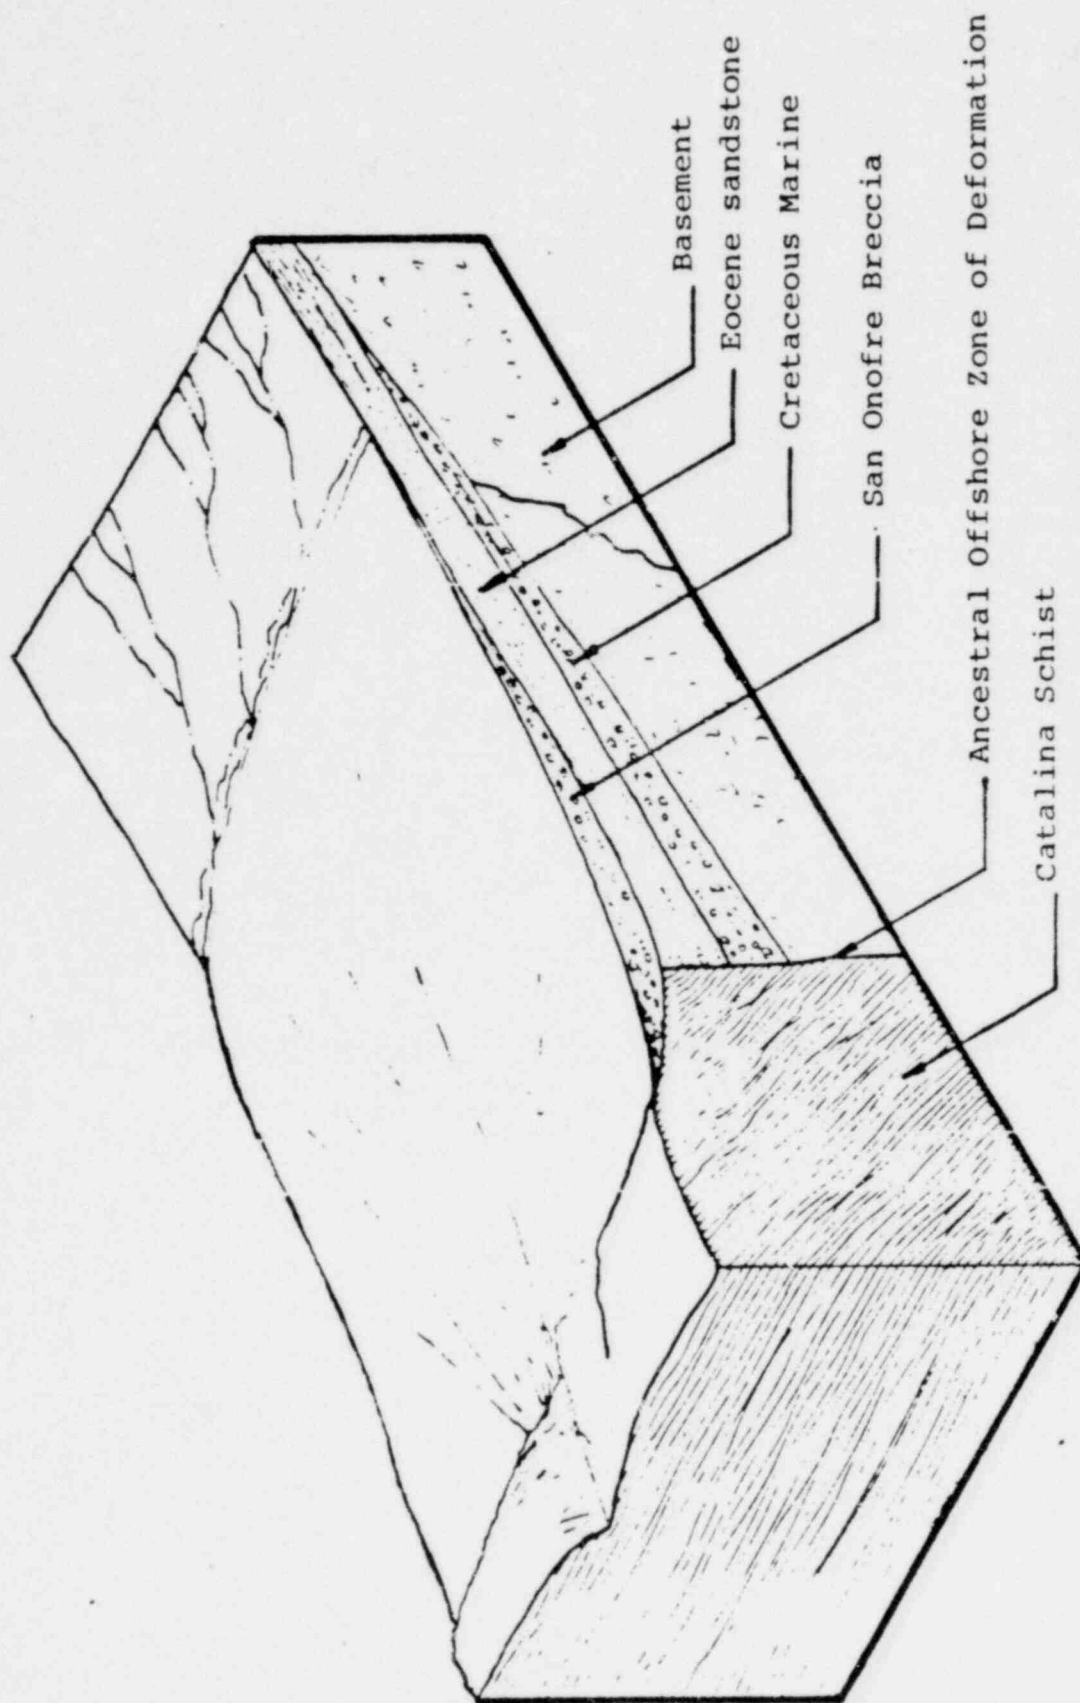 Basement
Eocene sandstone
Cretaceous Marine
San Onofre Breccia
Ancestral Offshore Zone of Deformation
Catalina Schist